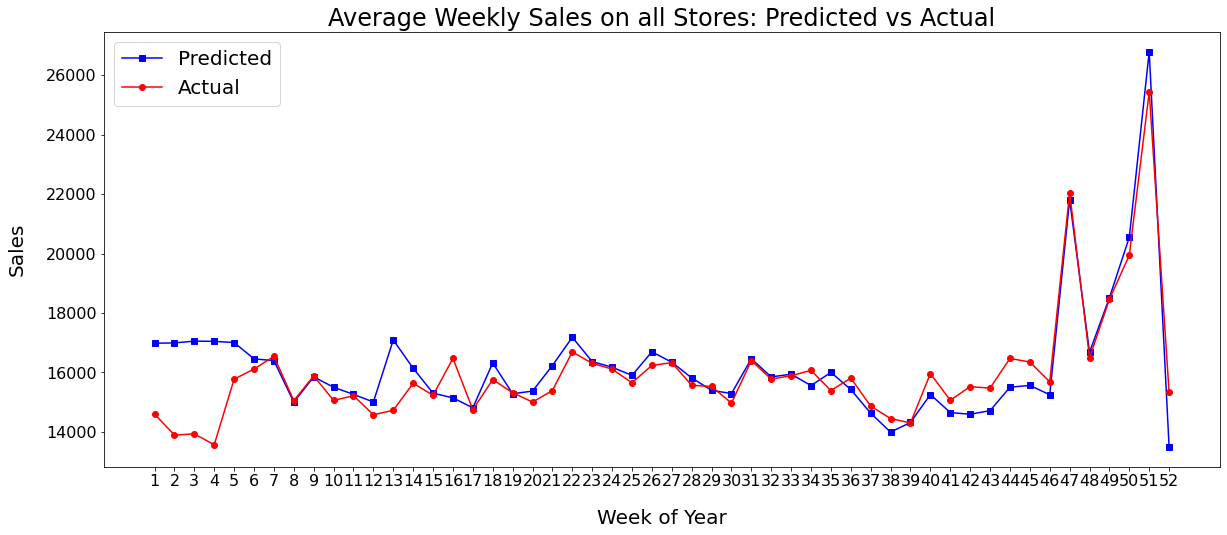 Average Weekly Sales on all Stores: Predicted vs Actual
Predicted
Actual
26000
24000
22000
20000
18000
16000
14000
Sales
1 2 3 4 5 6 7 8 9 10 11 12 13 14 15 16 17 18 19 20 21 22 23 24 25 26 27 28 29 30 31 32 33 34 35 36 37 38 39 40 41 42 43 44 45 46 47 48 49 50 51 52
Week of Year